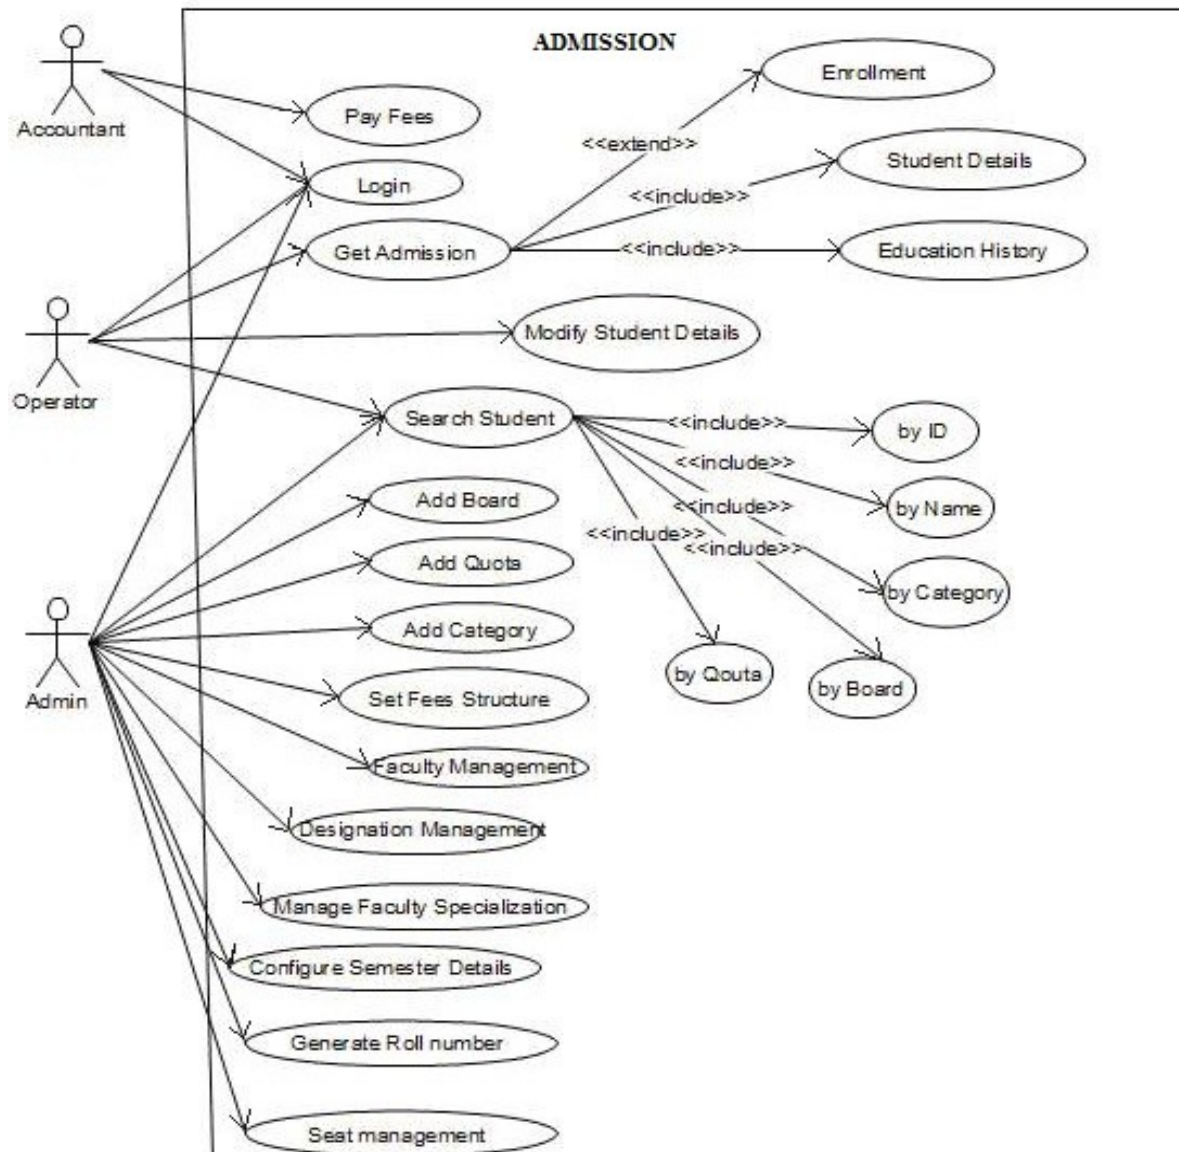 ADMISSION
Enrollment
Accountant
Pay Fees
<<extend>>
Student Details
Login
<<include>>
Get Admission
<<include>>
Education History
Modify Student Details
Operator
Search Student
<<include>>
by ID
<<include>>
Add Board
by Name
<<include>>
<<include>>
<<include>>
Add Quota
by Category
Add Category
by Qouta
by Board
Admin
Set Fees Structure
Faculty Management
Designation Management
Manage Faculty Specialization
Configure Semester Details
Generate Roll number
Seat management